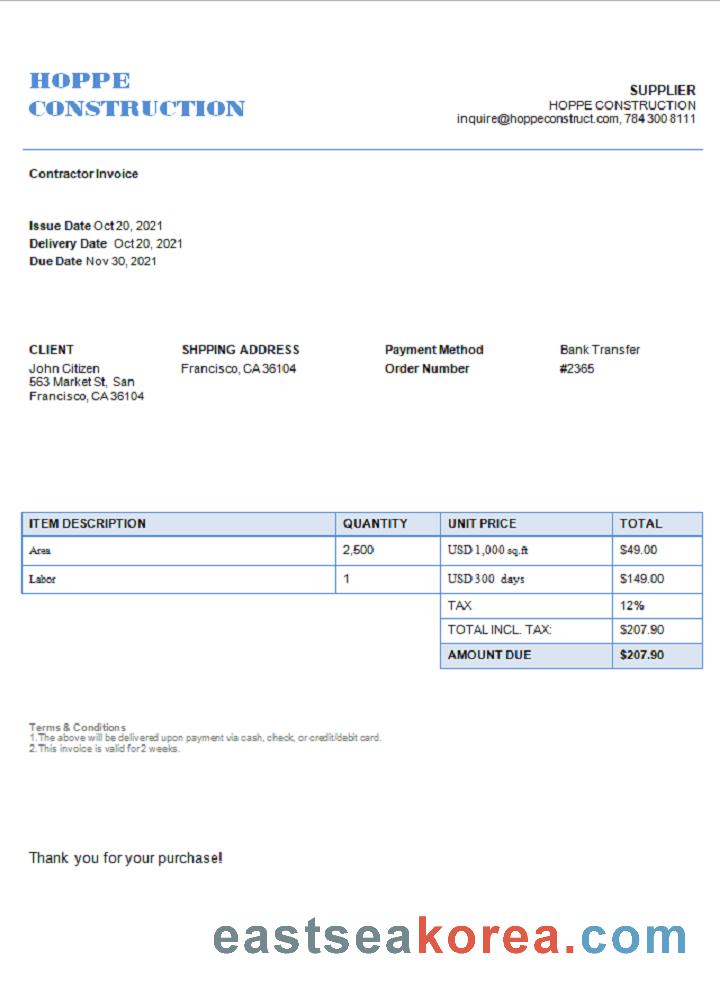 HOPPE
CONSTRUCTION
SUPPLIER
HOPPE CONSTRUCTION
inquire@hoppeconstruct.com, 784 300 8111
Contractor Invoice
Issue Date Oct 20, 2021
Delivery Date Oct 20, 2021
Due Date Nov 30, 2021
CLIENT SHPPING ADDRESS Payment Method Bank Transfer
John Citizen Francisco, CA 36104 Order Number #2365
563 Market St, San
Francisco, CA 36104
ITEM DESCRIPTION QUANTITY UNIT PRICE TOTAL
Area 2,500 USD 1,000 sq.ft $49.00
Labor 1 USD 300 days $149.00
TAX 12%
TOTAL INCL. TAX: $207.90
AMOUNT DUE $207.90
Terms & Conditions
1.The above will be delivered upon payment via cash, check, or credit/debit card.
2.This invoice is valid for 2 weeks.
Thank you for your purchase!
eastseakorea.com